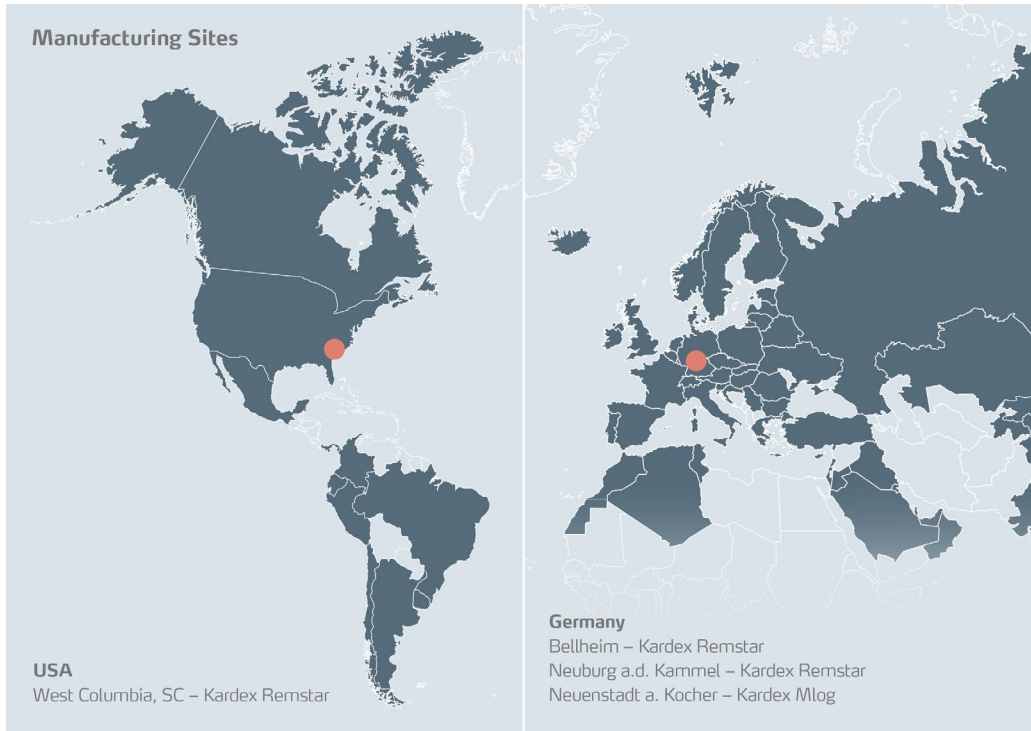 Manufacturing Sites
USA
West Columbia, SC – Kardex Remstar
Germany
Bellheim – Kardex Remstar
Neuburg a.d. Kammel – Kardex Remstar
Neuenstadt a. Kocher – Kardex Mlog